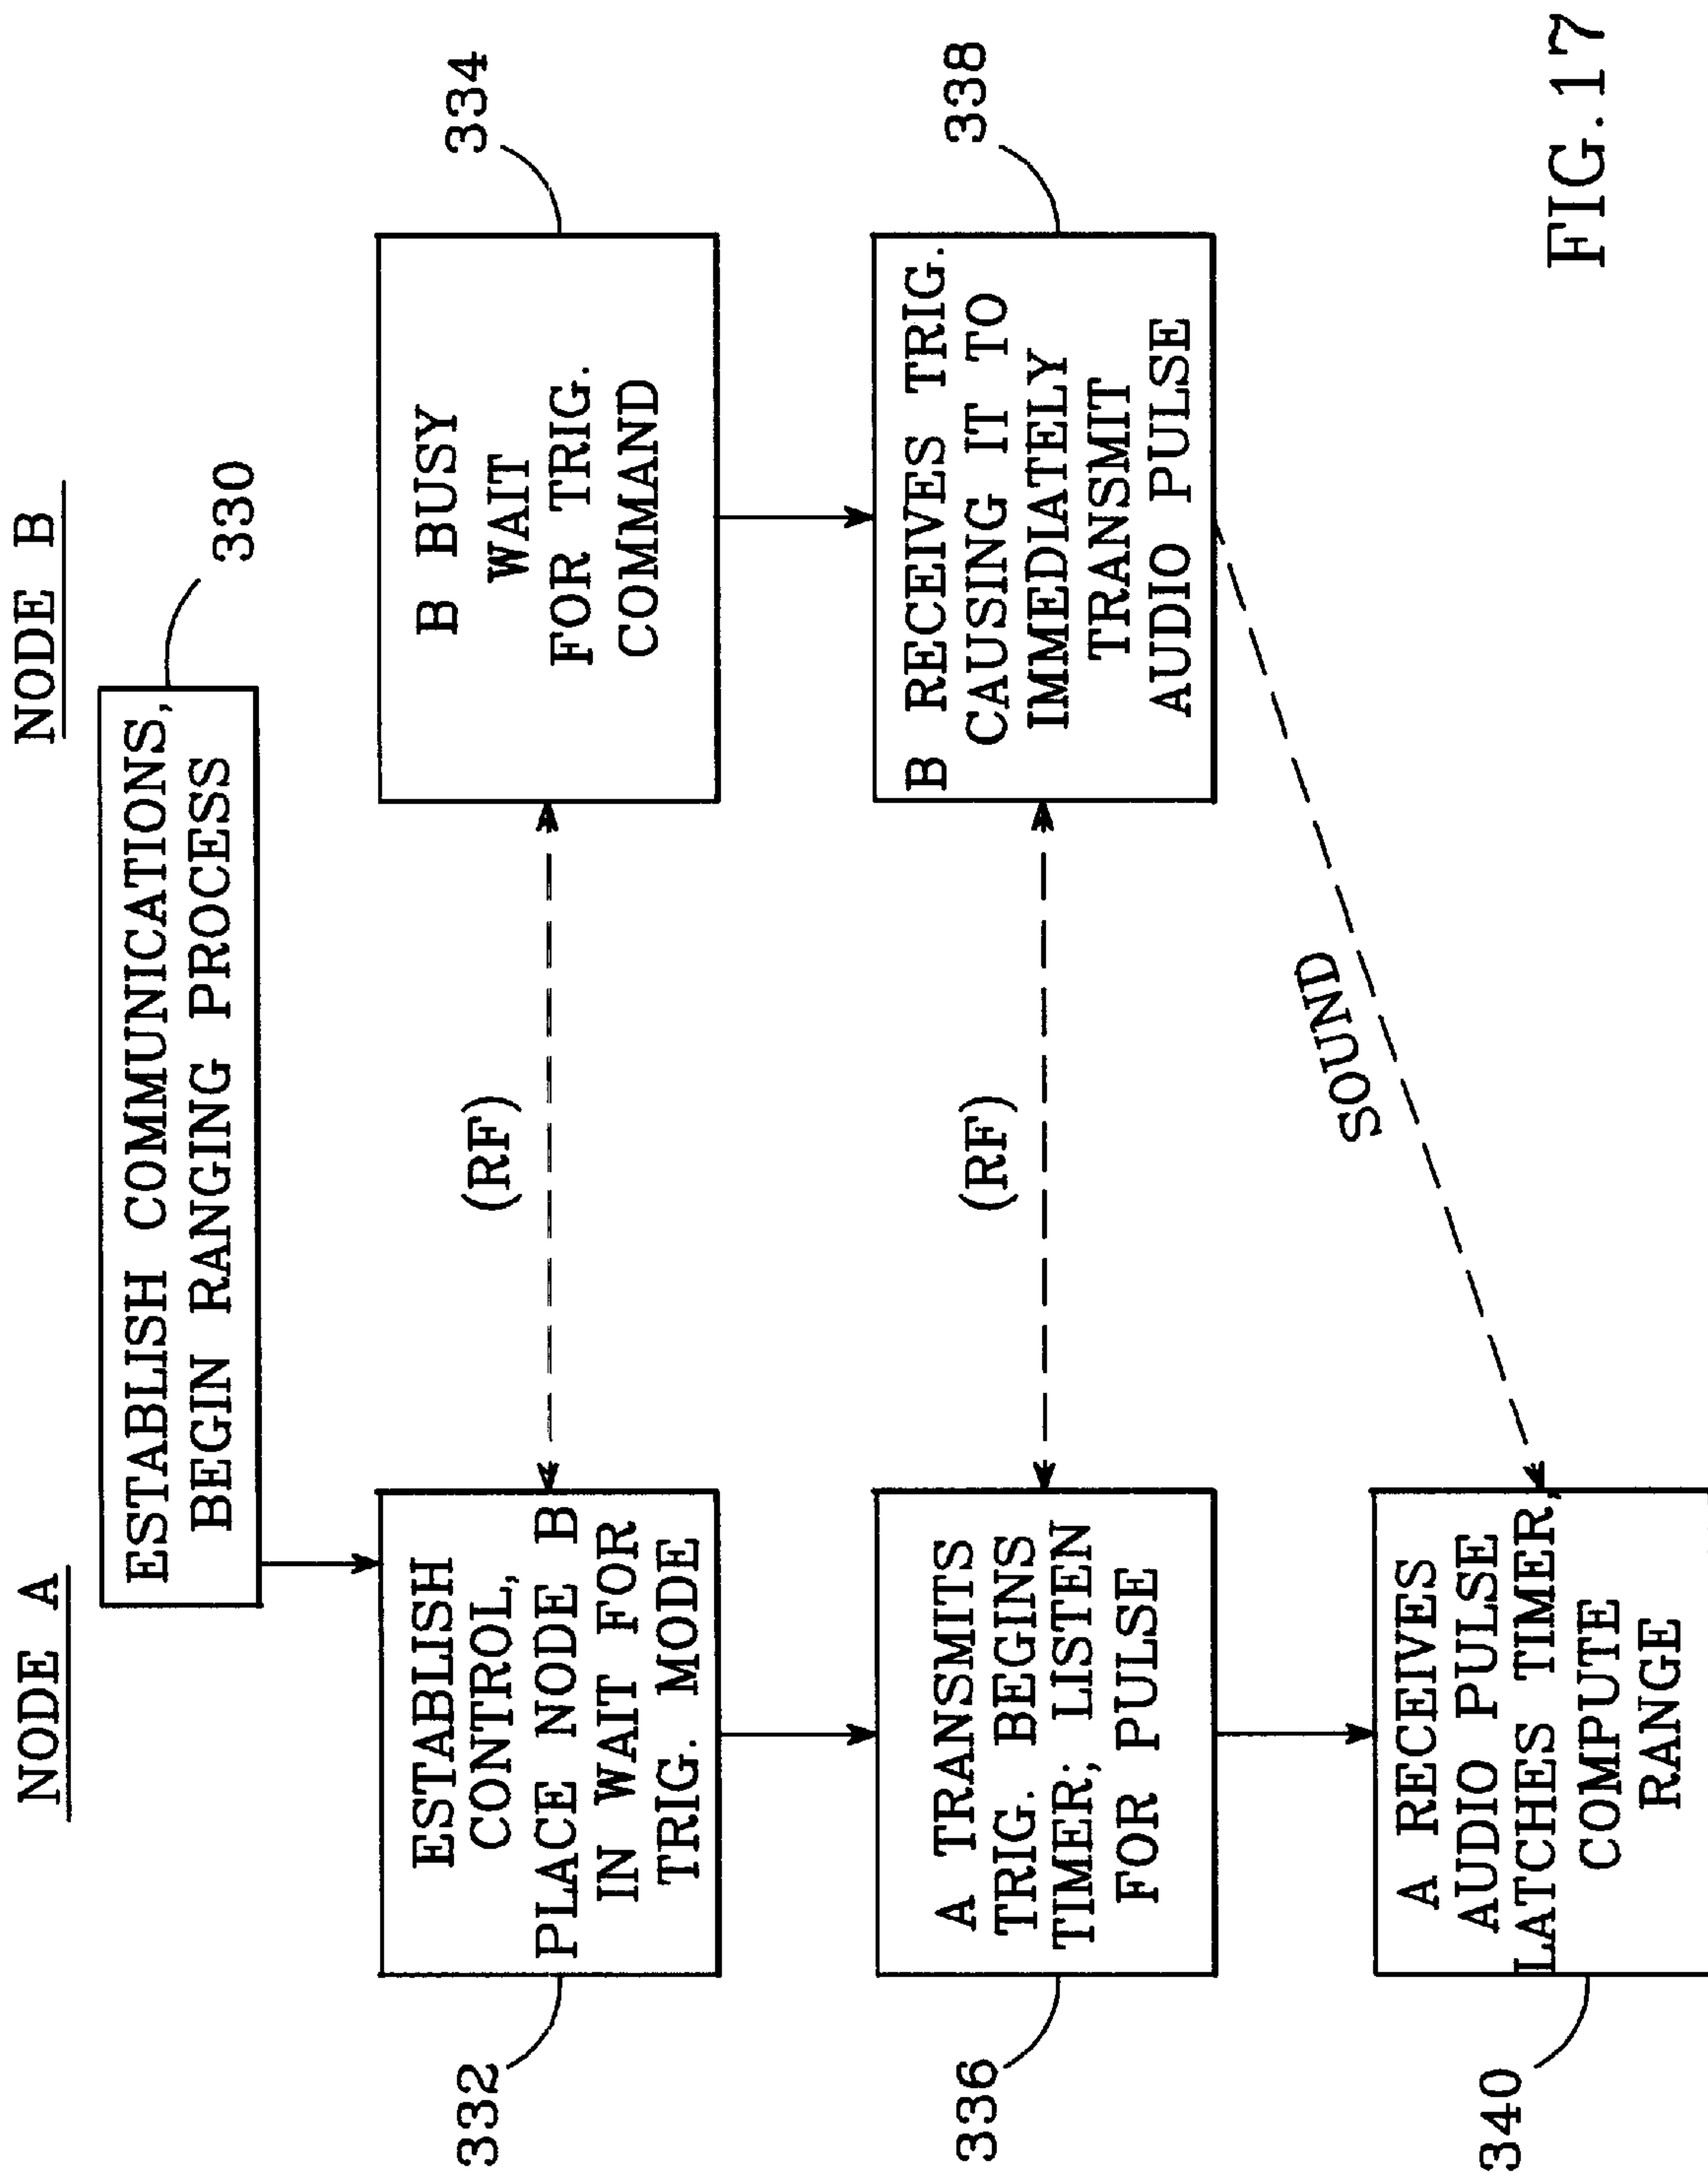 NODE A
NODE B
ESTABLISH COMMUNICATIONS,
BEGIN RANGING PROCESS
330
ESTABLISH
CONTROL,
PLACE NODE B
IN WAIT FOR
TRIG. MODE
332
(RF)
B BUSY
WAIT
FOR TRIG.
COMMAND
334
A TRANSMITS
TRIG. BEGINS
TIMER; LISTEN
FOR PULSE
336
(RF)
B RECEIVES TRIG.
CAUSING IT TO
IMMEDIATELY
TRANSMIT
AUDIO PULSE
338
SOUND
A RECEIVES
AUDIO PULSE
LATCHES TIMER,
COMPUTE
RANGE
340
FIG.17